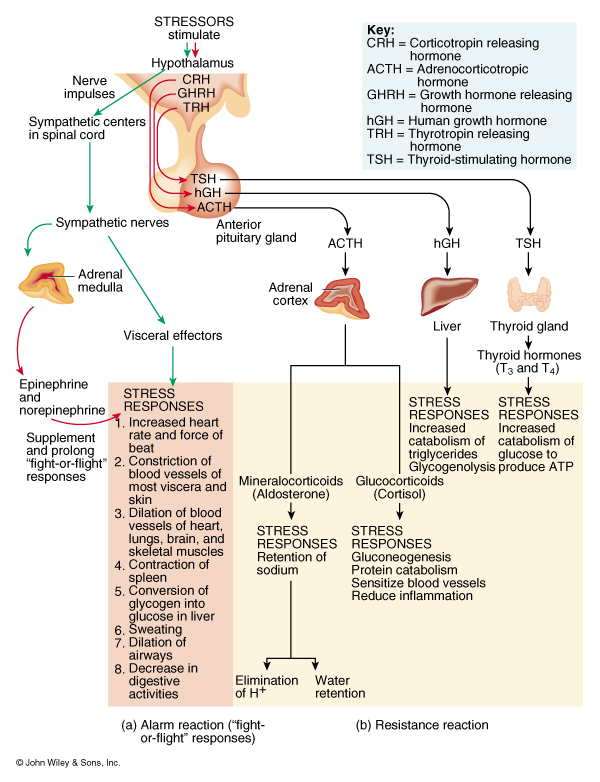 STRESSORS
stimulate
Hypothalamus
CRH
GHRH
TRH
Key:
CRH = Corticotropin releasing
hormone
ACTH = Adrenocorticotropic
hormone
GHRH = Growth hormone releasing
hormone
hGH = Human growth hormone
TRH = Thyrotropin releasing
hormone
TSH = Thyroid-stimulating hormone
Nerve
impulses
Sympathetic centers
in spinal cord
TSH
hGH
ACTH
Anterior
pituitary gland
Sympathetic nerves
Adrenal
medulla
Visceral effectors
Epinephrine
and
norepinephrine
Supplement
and prolong
"fight-or-flight"
responses
STRESS
RESPONSES
1. Increased heart
rate and force of
beat
2. Constriction of
blood vessels of
most viscera and
skin
3. Dilation of blood
vessels of heart,
lungs, brain, and
skeletal muscles
4. Contraction of
spleen
5. Conversion of
glycogen into
glucose in liver
6. Sweating
7. Dilation of
airways
8. Decrease in
digestive
activities
(a) Alarm reaction ("fight-
or-flight" responses)
ACTH
Adrenal
cortex
hGH
Liver
TSH
Thyroid gland
Thyroid hormones
(T3 and T4)
Mineralocorticoids
(Aldosterone)
STRESS
RESPONSES
Retention of
sodium
Elimination
of H+
Water
retention
Glucocorticoids
(Cortisol)
STRESS
RESPONSES
Gluconeogenesis
Protein catabolism
Sensitize blood vessels
Reduce inflammation
STRESS
RESPONSES
Increased
catabolism of
triglycerides
Glycogenolysis
STRESS
RESPONSES
Increased
catabolism of
glucose to
produce ATP
(b) Resistance reaction
© John Wiley & Sons, Inc.